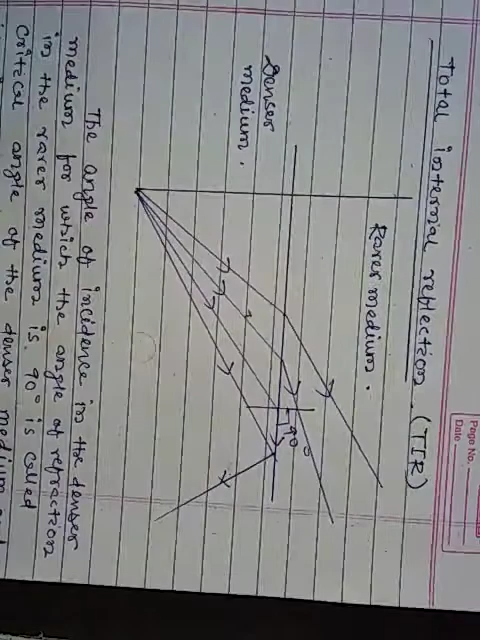 Page No.
Date
Total internal reflection. (TIR)
Rarer medium.
Denser
medium.
90°
The angle of incidence in the denser
medium for which the angle of refraction
in the rarer medium is 90° is called
critical angle of the denser medium and